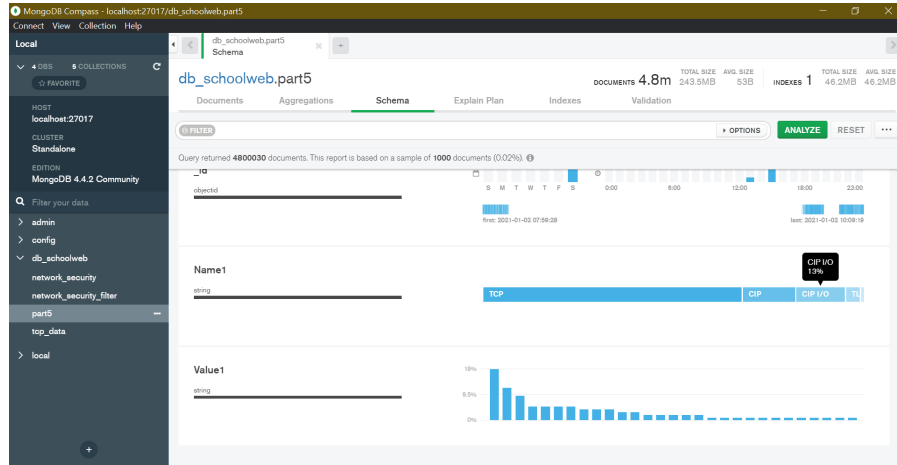 MongoDB Compass - localhost:27017/db_schoolweb.part5
Connect View Collection Help
Local
4 DBS 5 COLLECTIONS
FAVORITE
HOST
localhost:27017
CLUSTER
Standalone
EDITION
MongoDB 4.4.2 Community
Filter your data
admin
config
db_schoolweb
network_security
network_security_filter
part5
tcp_data
local
db_schoolweb.part5
Schema
db_schoolweb.part5
DOCUMENTS 4.8m TOTAL SIZE 243.5MB AVG. SIZE 53B INDEXES 1 TOTAL SIZE 46.2MB AVG. SIZE 46.2MB
Documents Aggregations Schema Explain Plan Indexes Validation
FILTER OPTIONS ANALYZE RESET
Query returned 4800030 documents. This report is based on a sample of 1000 documents (0.02%).
_id
objectid
S M T W T F S 0:00 6:00 12:00 18:00 23:00
first: 2021-01-02 07:59:28 last: 2021-01-02 10:09:19
Name1
string
CIP I/O
13%
TCP CIP CIP I/O TL
Value1
string
19%
9.5%
0%